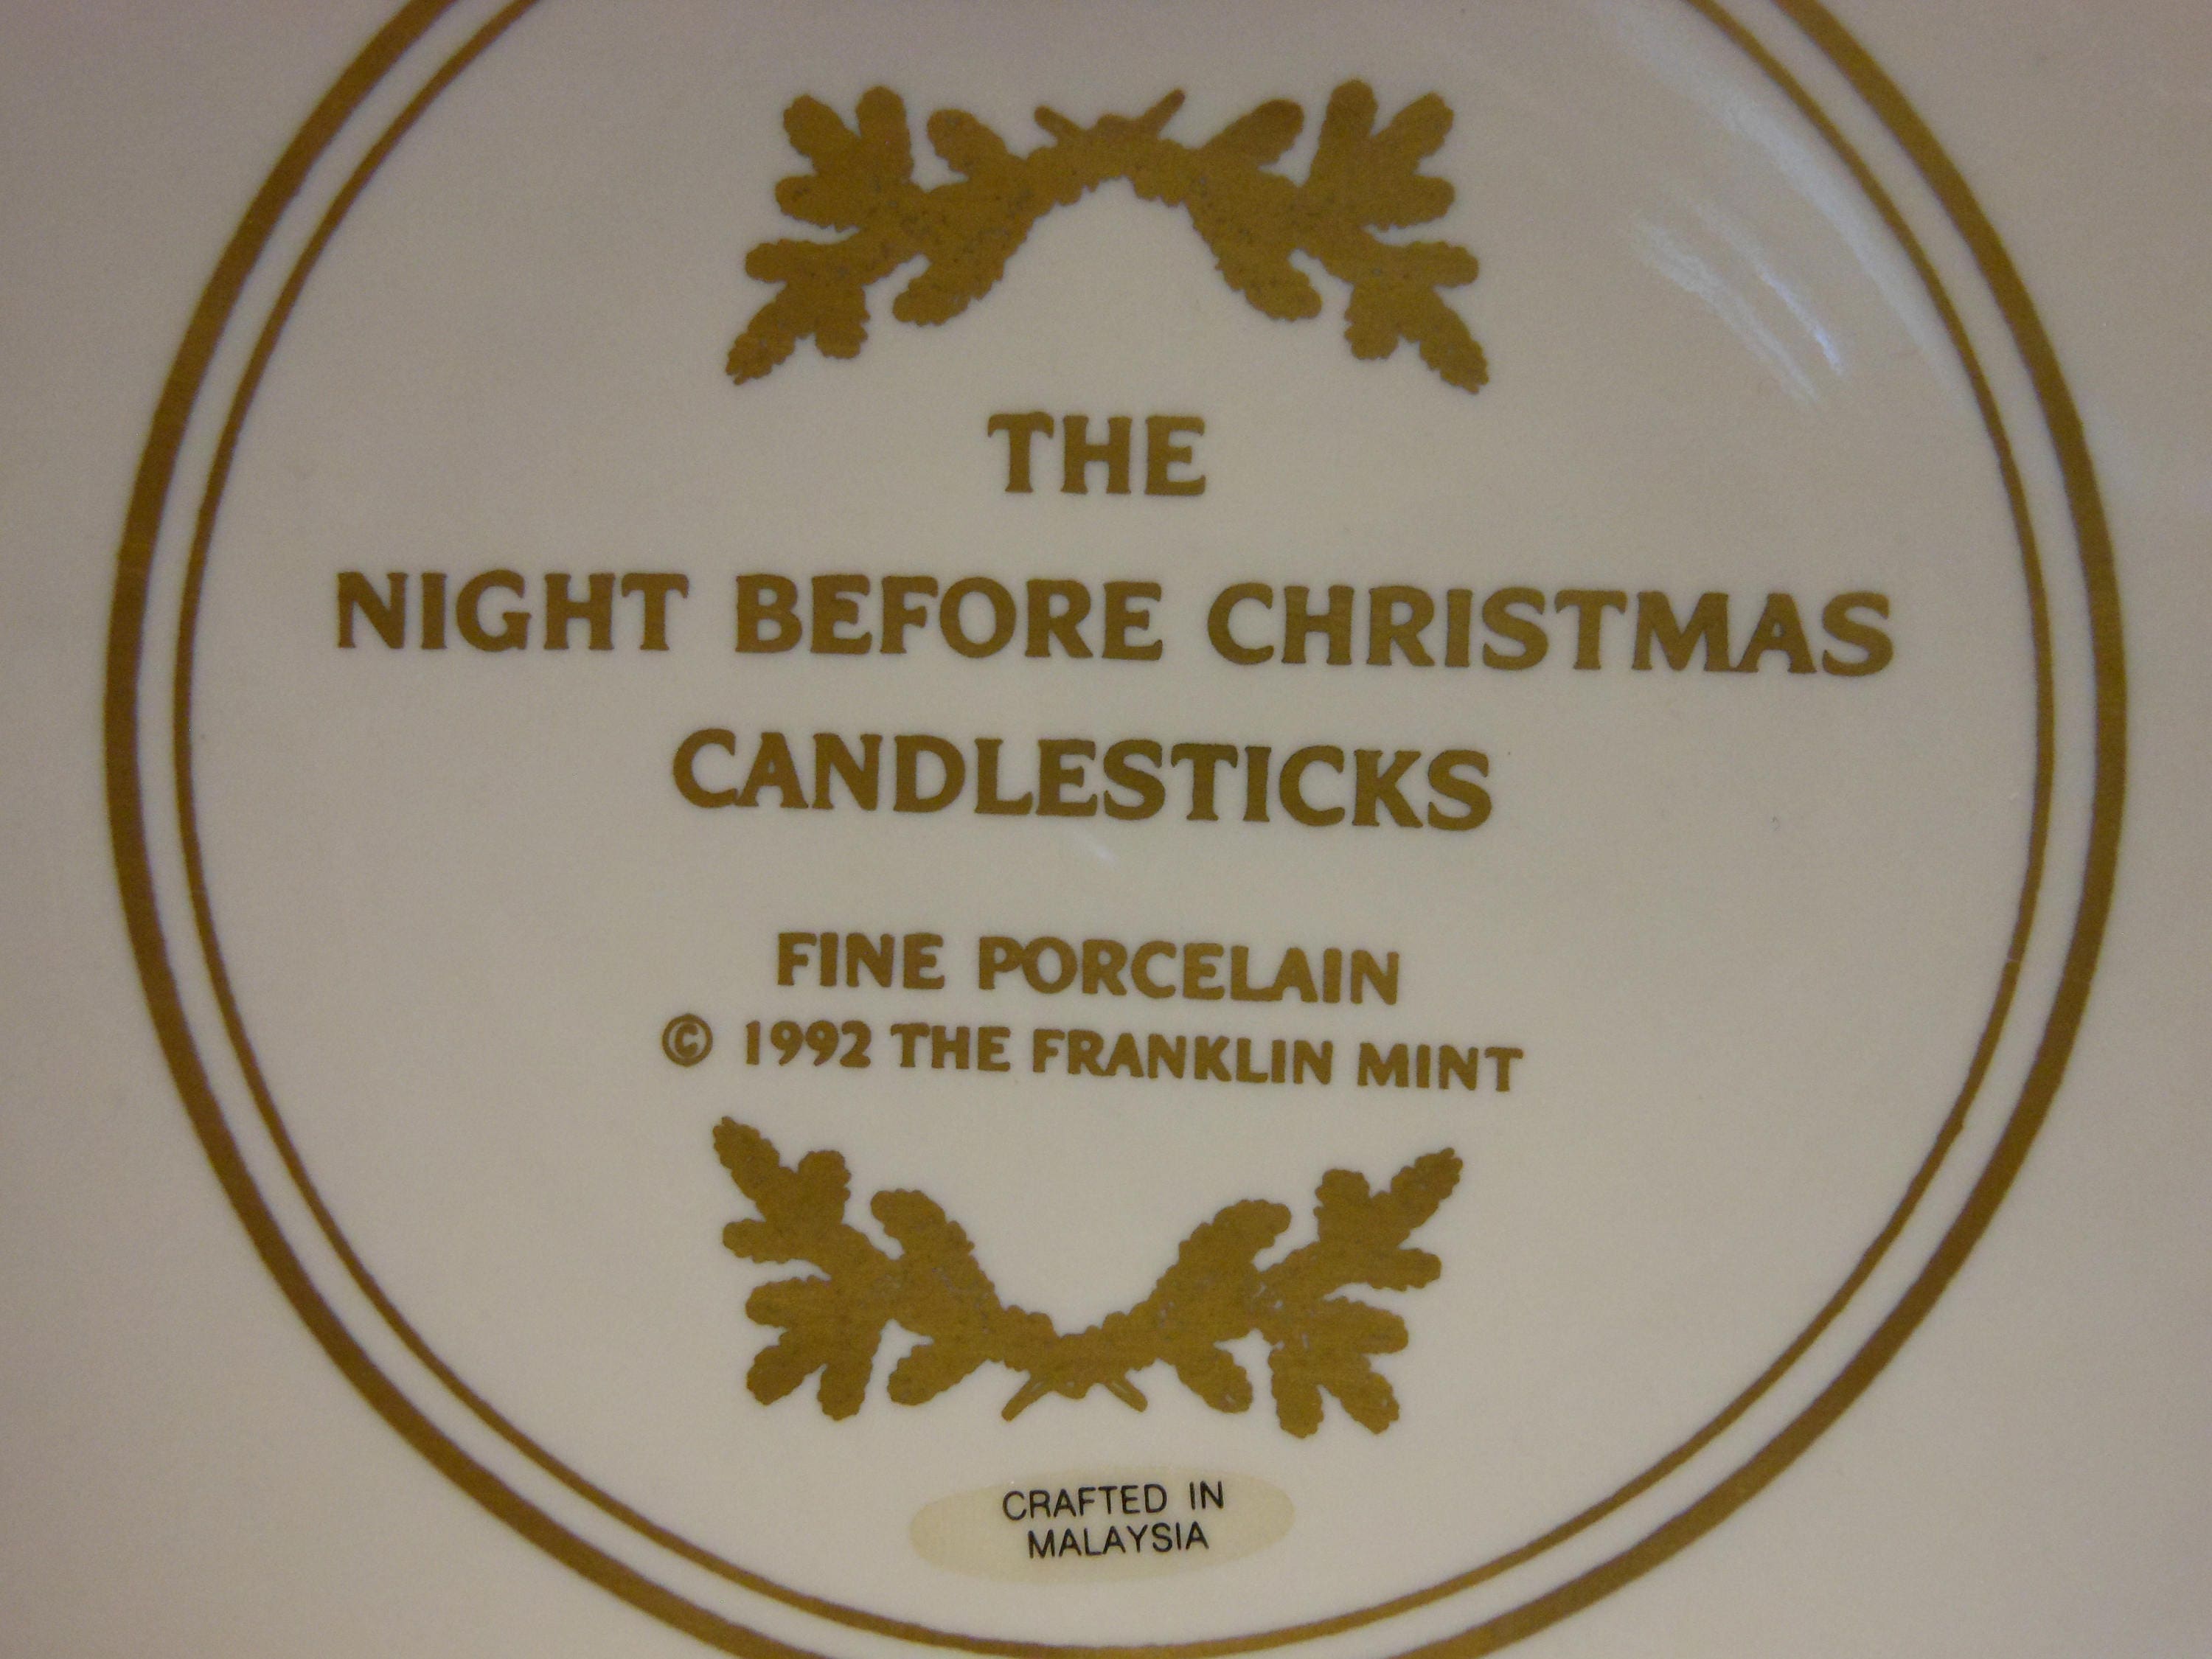 THE
NIGHT BEFORE CHRISTMAS
CANDLESTICKS
FINE PORCELAIN
© 1992 THE FRANKLIN MINT
CRAFTED IN
MALAYSIA